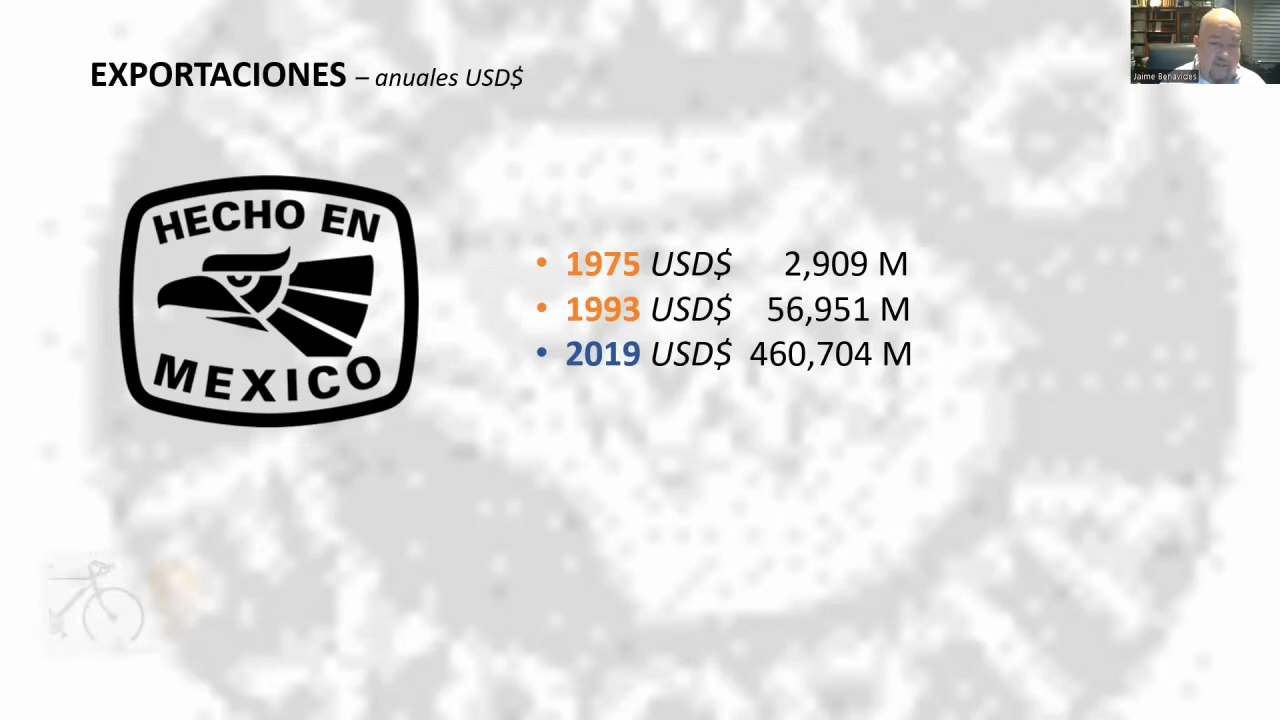 EXPORTACIONES – anuales USD$
Jaime Benavides
HECHO EN
MEXICO
• 1975 USD$ 2,909 M
• 1993 USD$ 56,951 M
• 2019 USD$ 460,704 M